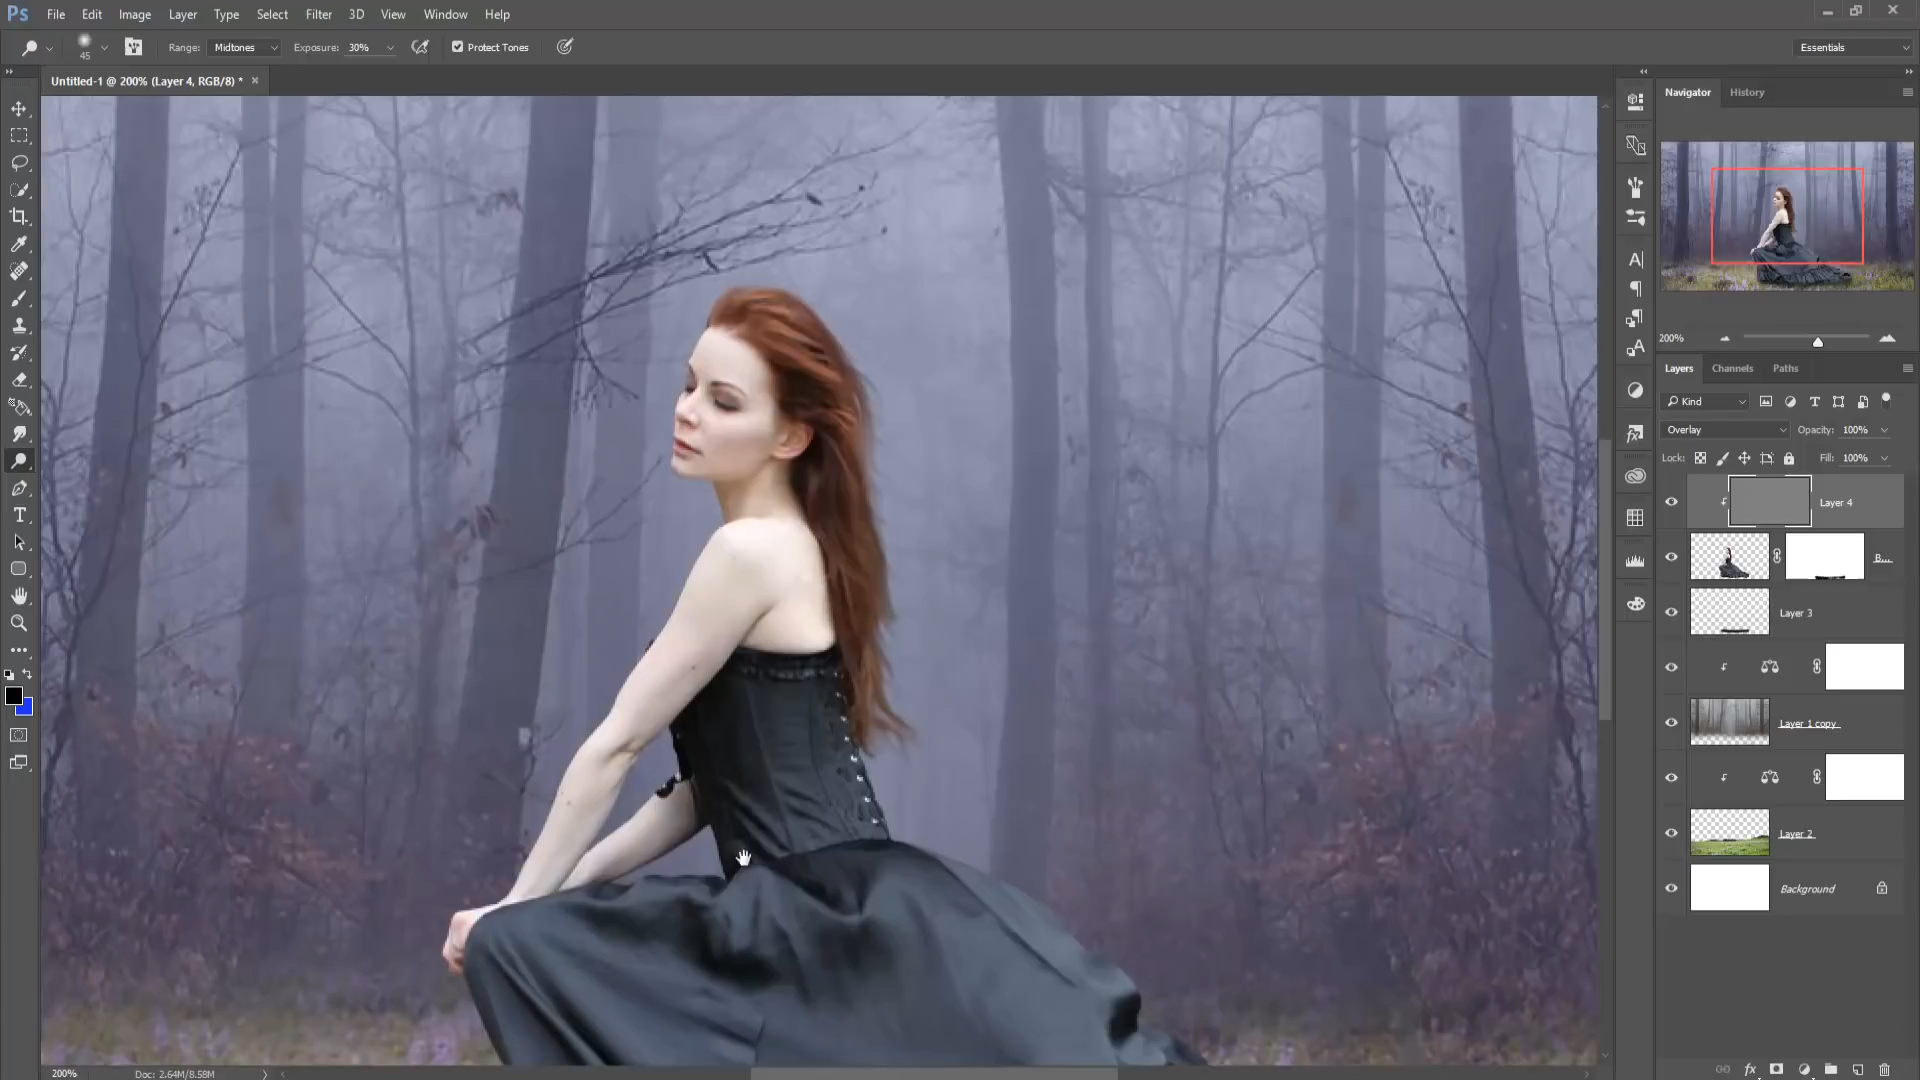 Ps File Edit Image Layer Type Select Filter 3D View Window Help
45 Range: Midtones Exposure: 30% Protect Tones Essentials
Untitled-1 @ 200% (Layer 4, RGB/8) *
Navigator History
200%
Layers Channels Paths
Kind
Overlay Opacity: 100%
Lock: Fill: 100%
Layer 4
B...
Layer 3
Layer 1 copy
Layer 2
Background
200% Doc: 2.64M/8.58M